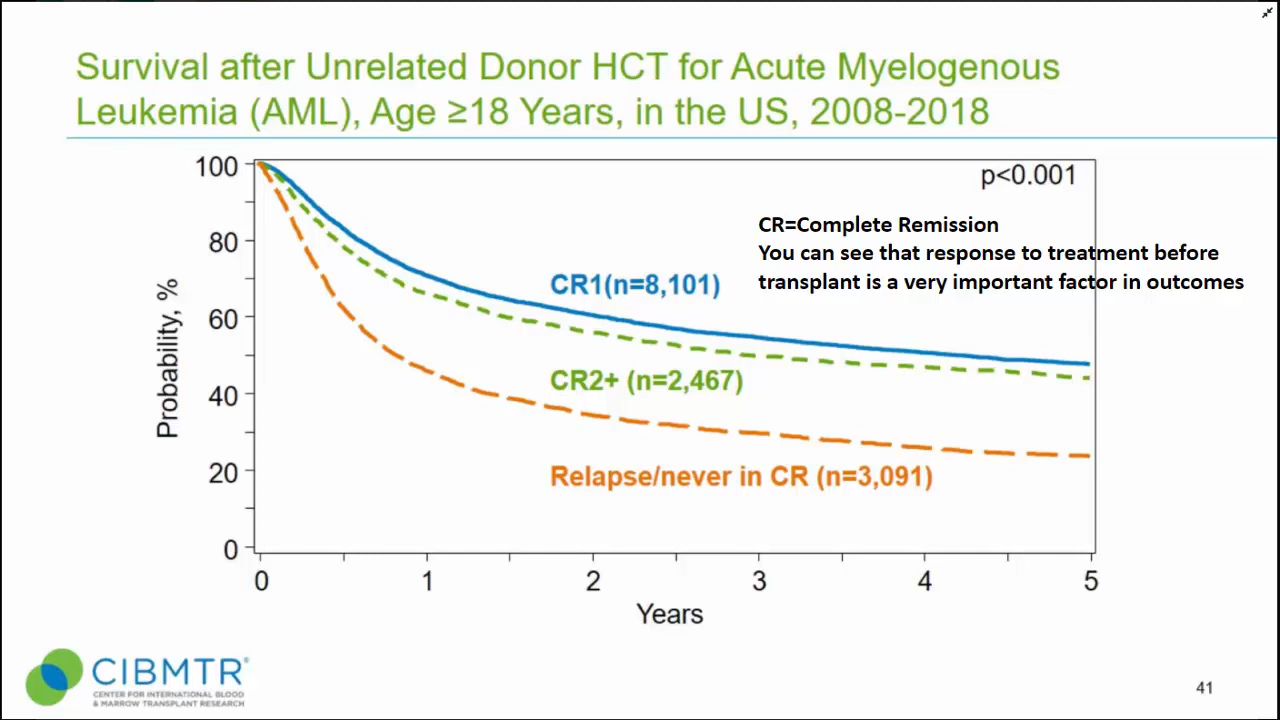 Survival after Unrelated Donor HCT for Acute Myelogenous
Leukemia (AML), Age ≥18 Years, in the US, 2008-2018
100
80
60
40
20
0
Probability, %
p<0.001
CR=Complete Remission
You can see that response to treatment before
transplant is a very important factor in outcomes
CR1(n=8,101)
CR2+ (n=2,467)
Relapse/never in CR (n=3,091)
0 1 2 3 4 5
Years
CIBMTR®
CENTER FOR INTERNATIONAL BLOOD
& MARROW TRANSPLANT RESEARCH
41